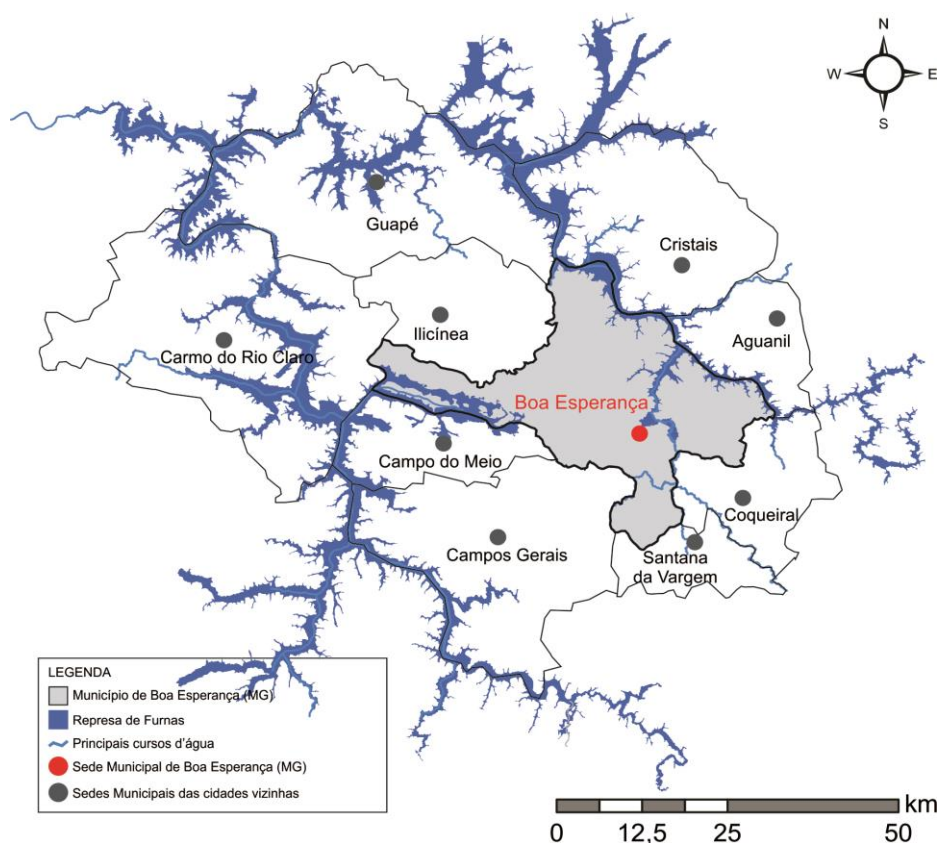 N
W
E
S
Guapé
Cristais
Ilicínea
Aguanil
Carmo do Rio Claro
Boa Esperança
Campo do Meio
Coqueiral
Campos Gerais
Santana
da Vargem
LEGENDA
Município de Boa Esperança (MG)
Represa de Furnas
Principais cursos d'água
Sede Municipal de Boa Esperança (MG)
Sedes Municipais das cidades vizinhas
km
0
12,5
25
50